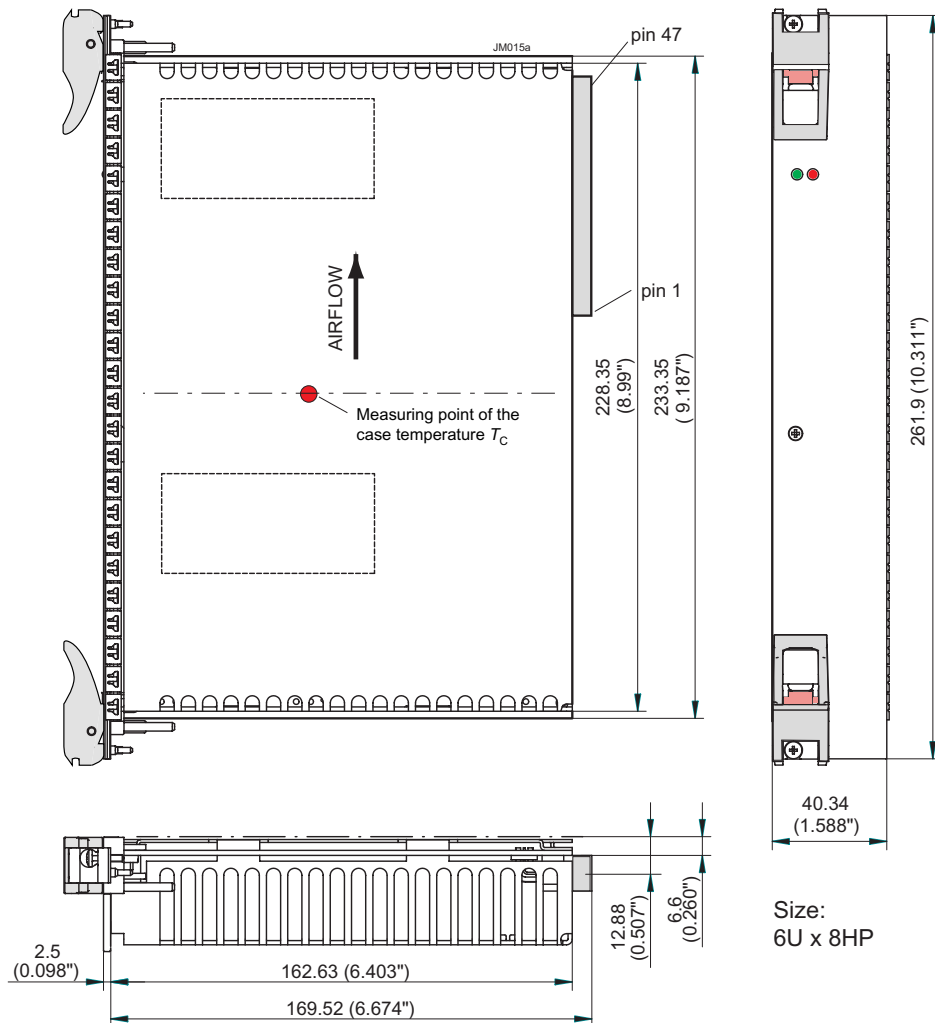 JM015a
pin 47
pin 1
AIRFLOW
Measuring point of the
case temperature TC
228.35
(8.99")
233.35
( 9.187")
261.9 (10.311")
40.34
(1.588")
12.88
(0.507")
6.6
(0.260")
Size:
6U x 8HP
2.5
(0.098")
162.63 (6.403")
169.52 (6.674")